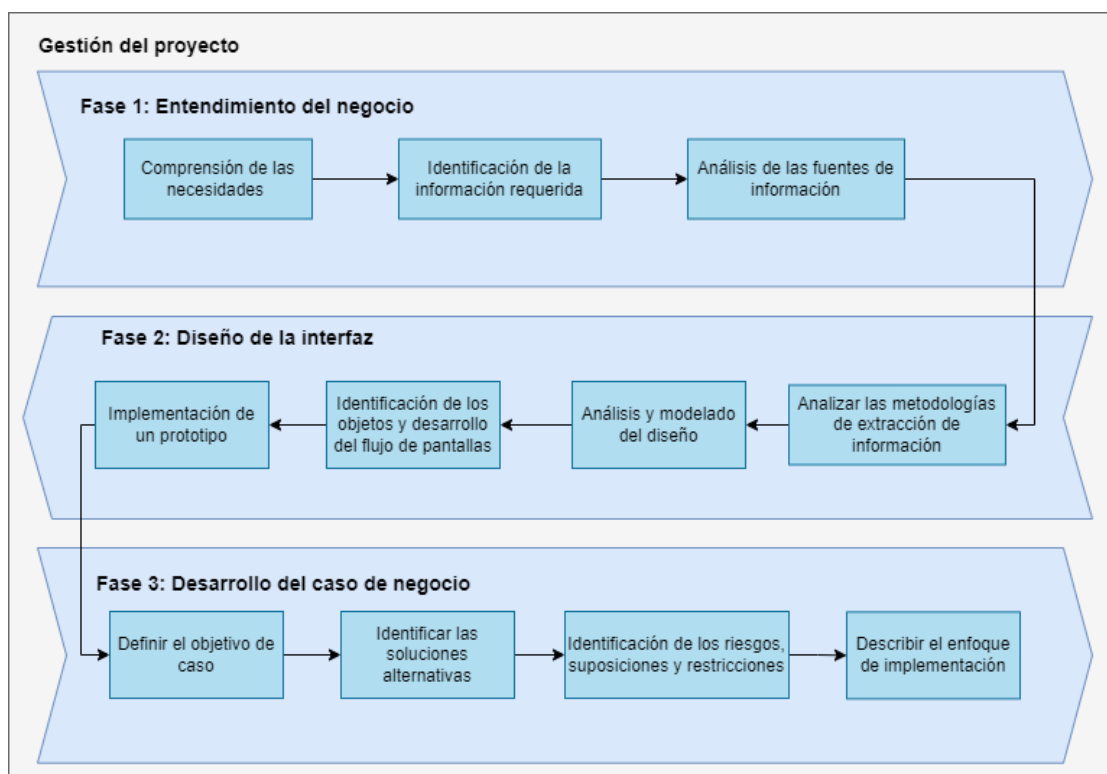 Gestión del proyecto
Fase 1: Entendimiento del negocio
Comprensión de las
necesidades
Identificación de la
información requerida
Análisis de las fuentes de
información
Fase 2: Diseño de la interfaz
Implementación de
un prototipo
Identificación de los
objetos y desarrollo
del flujo de pantallas
Análisis y modelado
del diseño
Analizar las metodologías
de extracción de
información
Fase 3: Desarrollo del caso de negocio
Definir el objetivo de
caso
Identificar las
soluciones
alternativas
Identificación de los riesgos,
suposiciones y restricciones
Describir el enfoque
de implementación